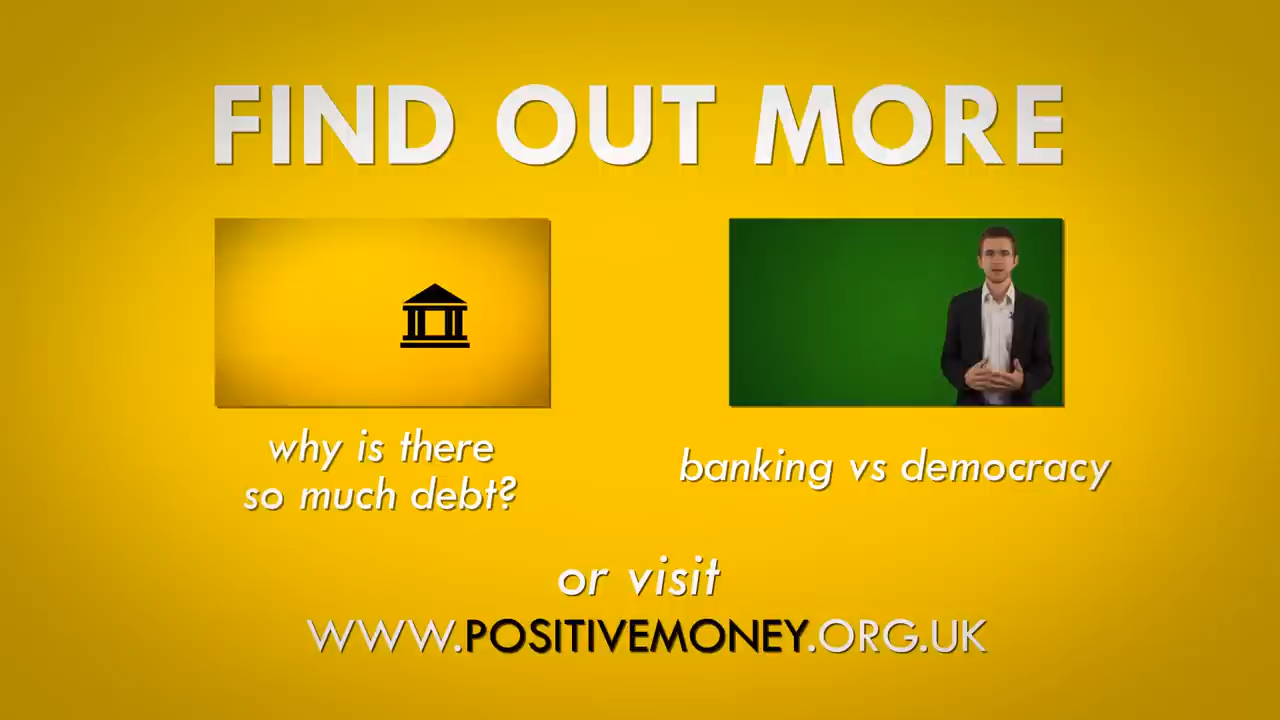 FIND OUT MORE
why is there
so much debt?
banking vs democracy
or visit
WWW.POSITIVEMONEY.ORG.UK